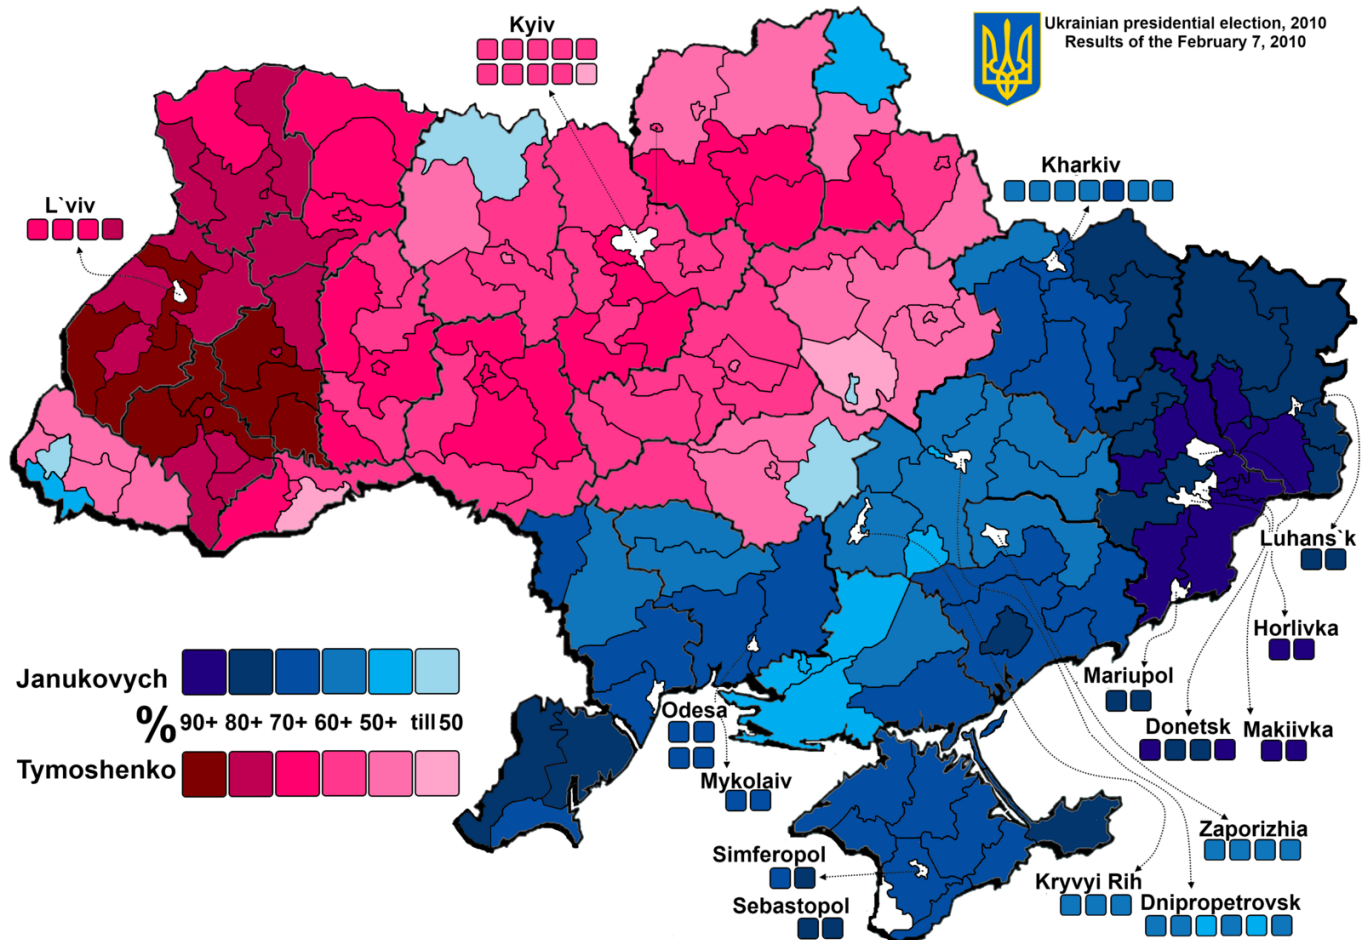 Kyiv
Ukrainian presidential election, 2010
Results of the February 7, 2010
Kharkiv
L`viv
Luhans`k
Horlivka
Mariupol
Donetsk
Makiivka
Janukovych
% 90+ 80+ 70+ 60+ 50+ till 50
Tymoshenko
Odesa
Mykolaiv
Zaporizhia
Simferopol
Kryvyi Rih
Sebastopol
Dnipropetrovsk